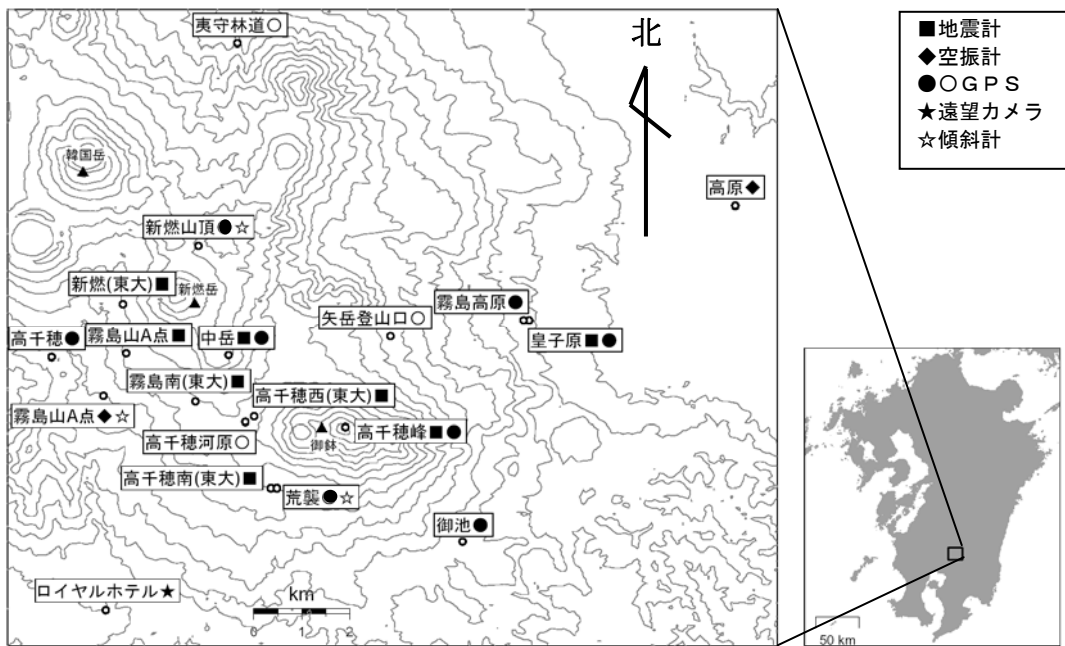 夷守林道○
北
■地震計
◆空振計
●○GPS
★遠望カメラ
☆傾斜計
韓国岳
高原◆
新燃山頂●☆
新燃(東大)■
新燃岳
霧島高原●
矢岳登山口○
高千穂●
霧島山A点■
中岳■●
皇子原■●
霧島南(東大)■
高千穂西(東大)■
霧島山A点◆☆
高千穂河原○
御鉢
高千穂峰■●
高千穂南(東大)■
荒襲●☆
御池●
ロイヤルホテル★
km
0 1 2
50 km